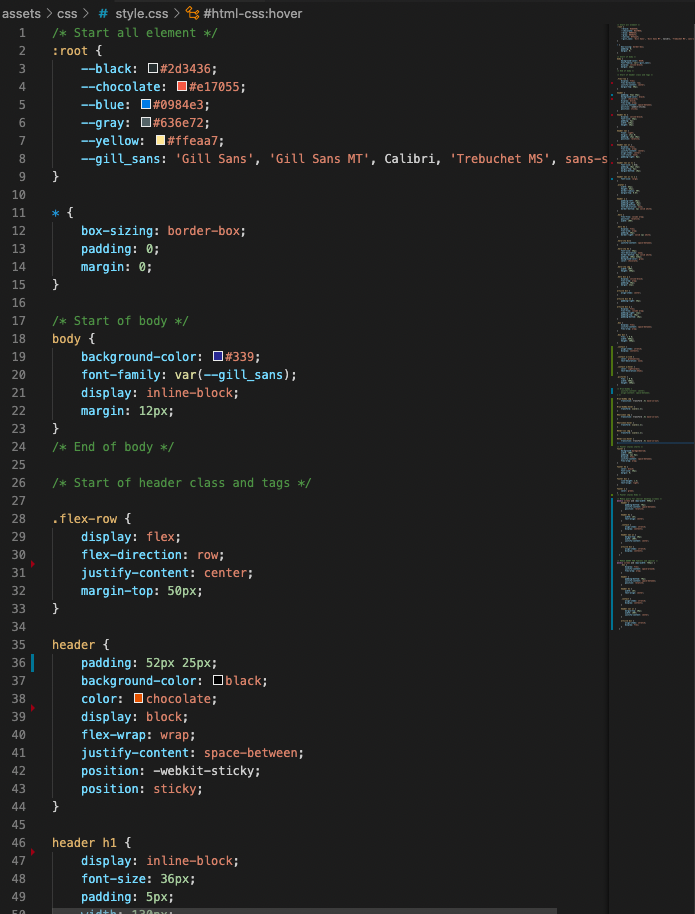 assets > css > # style.css > #html-css:hover
1 /* Start all element */
2 :root {
3 --black: #2d3436;
4 --chocolate: #e17055;
5 --blue: #0984e3;
6 --gray: #636e72;
7 --yellow: #ffeaa7;
8 --gill_sans: 'Gill Sans', 'Gill Sans MT', Calibri, 'Trebuchet MS', sans-s
9 }
10
11 * {
12 box-sizing: border-box;
13 padding: 0;
14 margin: 0;
15 }
16
17 /* Start of body */
18 body {
19 background-color: #339;
20 font-family: var(--gill_sans);
21 display: inline-block;
22 margin: 12px;
23 }
24 /* End of body */
25
26 /* Start of header class and tags */
27
28 .flex-row {
29 display: flex;
30 flex-direction: row;
31 justify-content: center;
32 margin-top: 50px;
33 }
34
35 header {
36 padding: 52px 25px;
37 background-color: black;
38 color: chocolate;
39 display: block;
40 flex-wrap: wrap;
41 justify-content: space-between;
42 position: -webkit-sticky;
43 position: sticky;
44 }
45
46 header h1 {
47 display: inline-block;
48 font-size: 36px;
49 padding: 5px;
50 width: 130px;